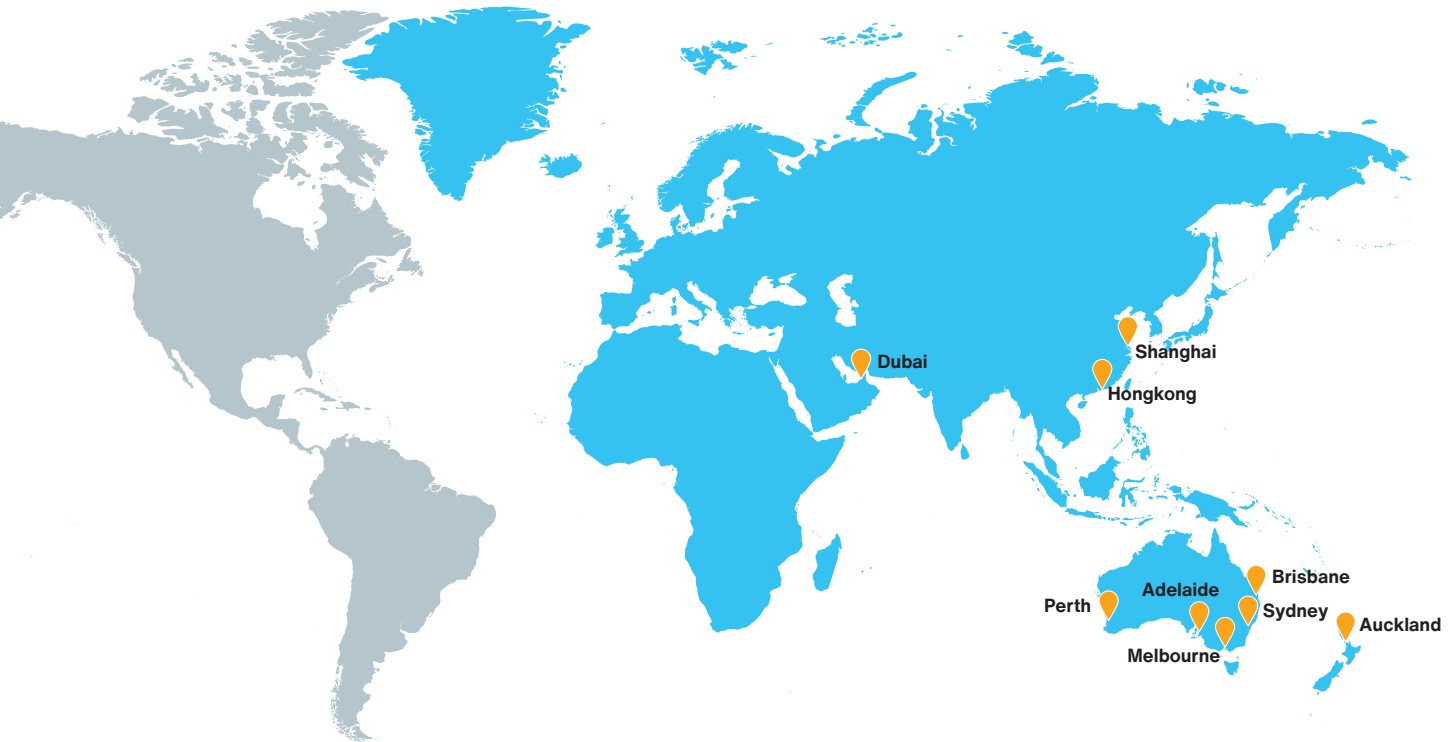 Shanghai
Dubai
Hongkong
Brisbane
Adelaide
Perth
Sydney
Auckland
Melbourne